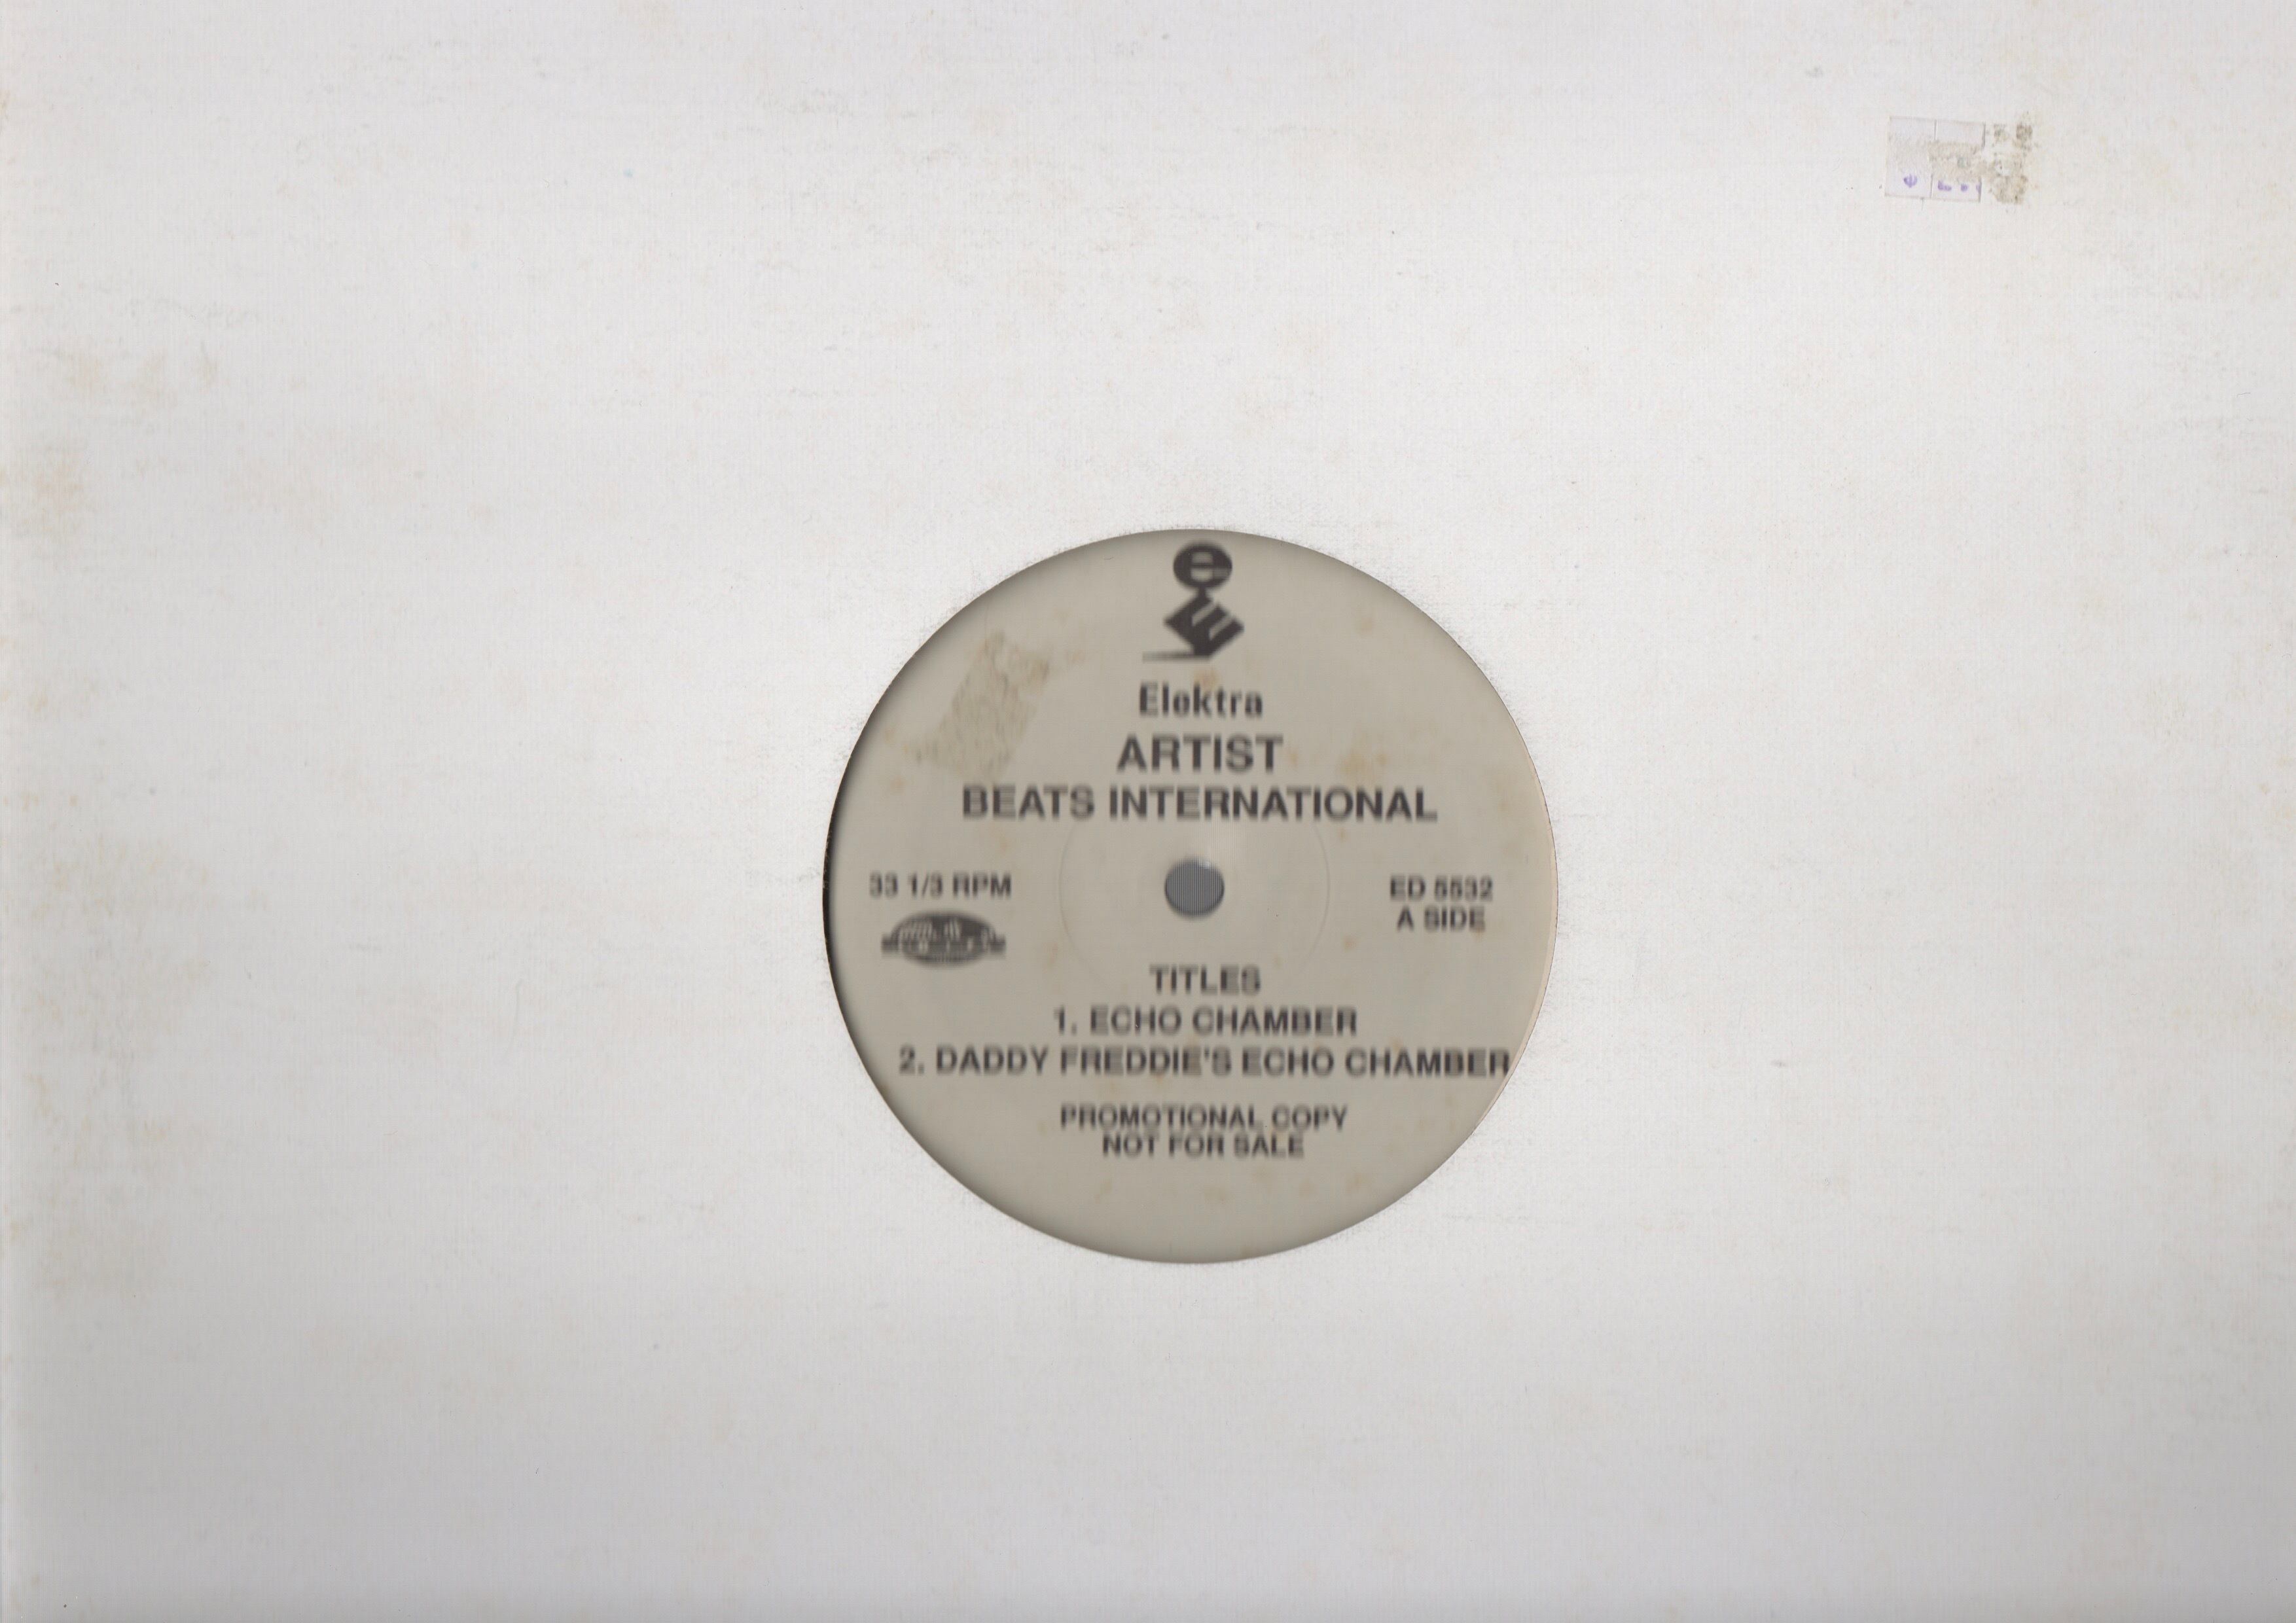 e
E
Elektra
ARTIST
BEATS INTERNATIONAL
33 1/3 RPM
ED 5532
A SIDE
TITLES
1. ECHO CHAMBER
2. DADDY FREDDIE'S ECHO CHAMBER
PROMOTIONAL COPY
NOT FOR SALE